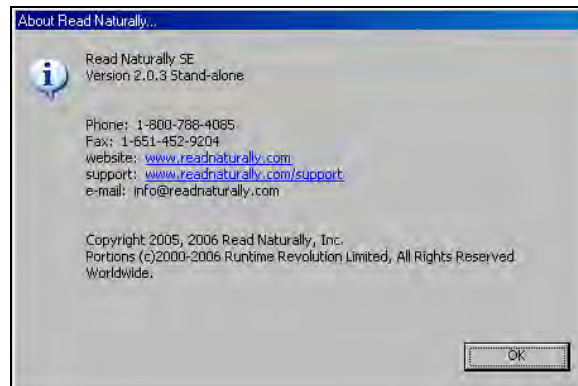 About Read Naturally...
Read Naturally SE
Version 2.0.3 Stand-alone
Phone: 1-800-788-4085
Fax: 1-651-452-9204
website: www.readnaturally.com
support: www.readnaturally.com/support
e-mail: info@readnaturally.com
Copyright 2005, 2006 Read Naturally, Inc.
Portions (c)2000-2006 Runtime Revolution Limited, All Rights Reserved
Worldwide.
OK